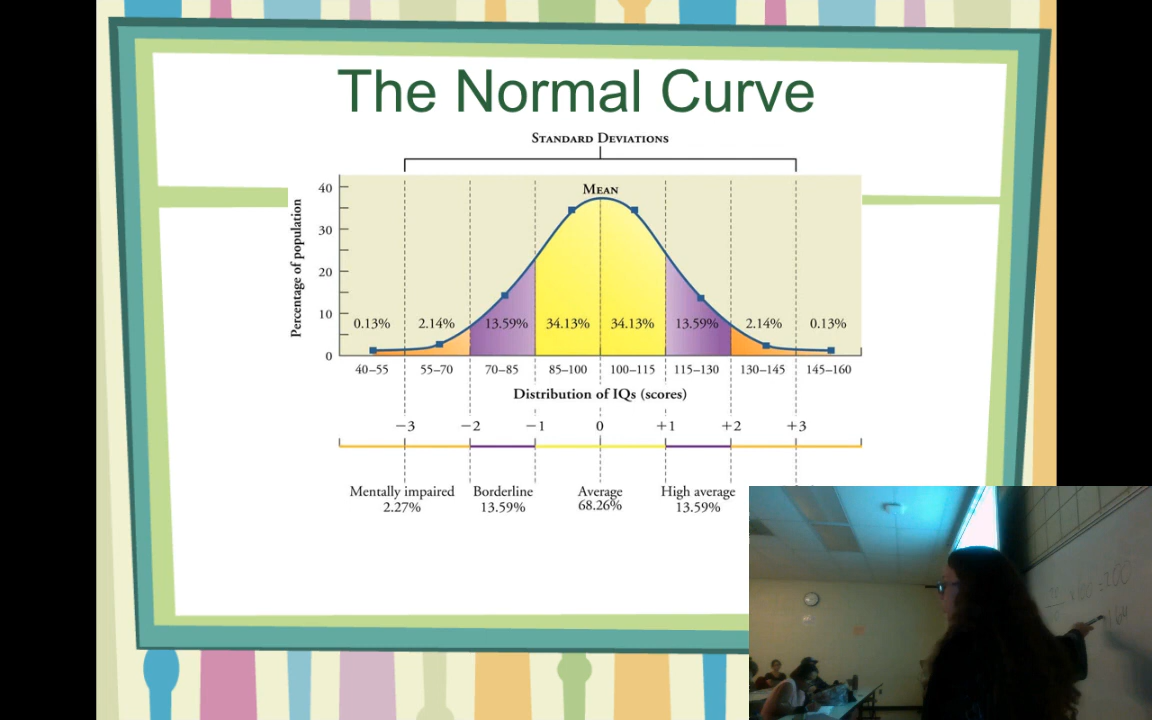 The Normal Curve
STANDARD DEVIATIONS
MEAN
Percentage of population
40
30
20
10
0
0.13% 2.14% 13.59% 34.13% 34.13% 13.59% 2.14% 0.13%
40–55 55–70 70–85 85–100 100–115 115–130 130–145 145–160
Distribution of IQs (scores)
−3 −2 −1 0 +1 +2 +3
Mentally impaired Borderline Average High average
2.27% 13.59% 68.26% 13.59%